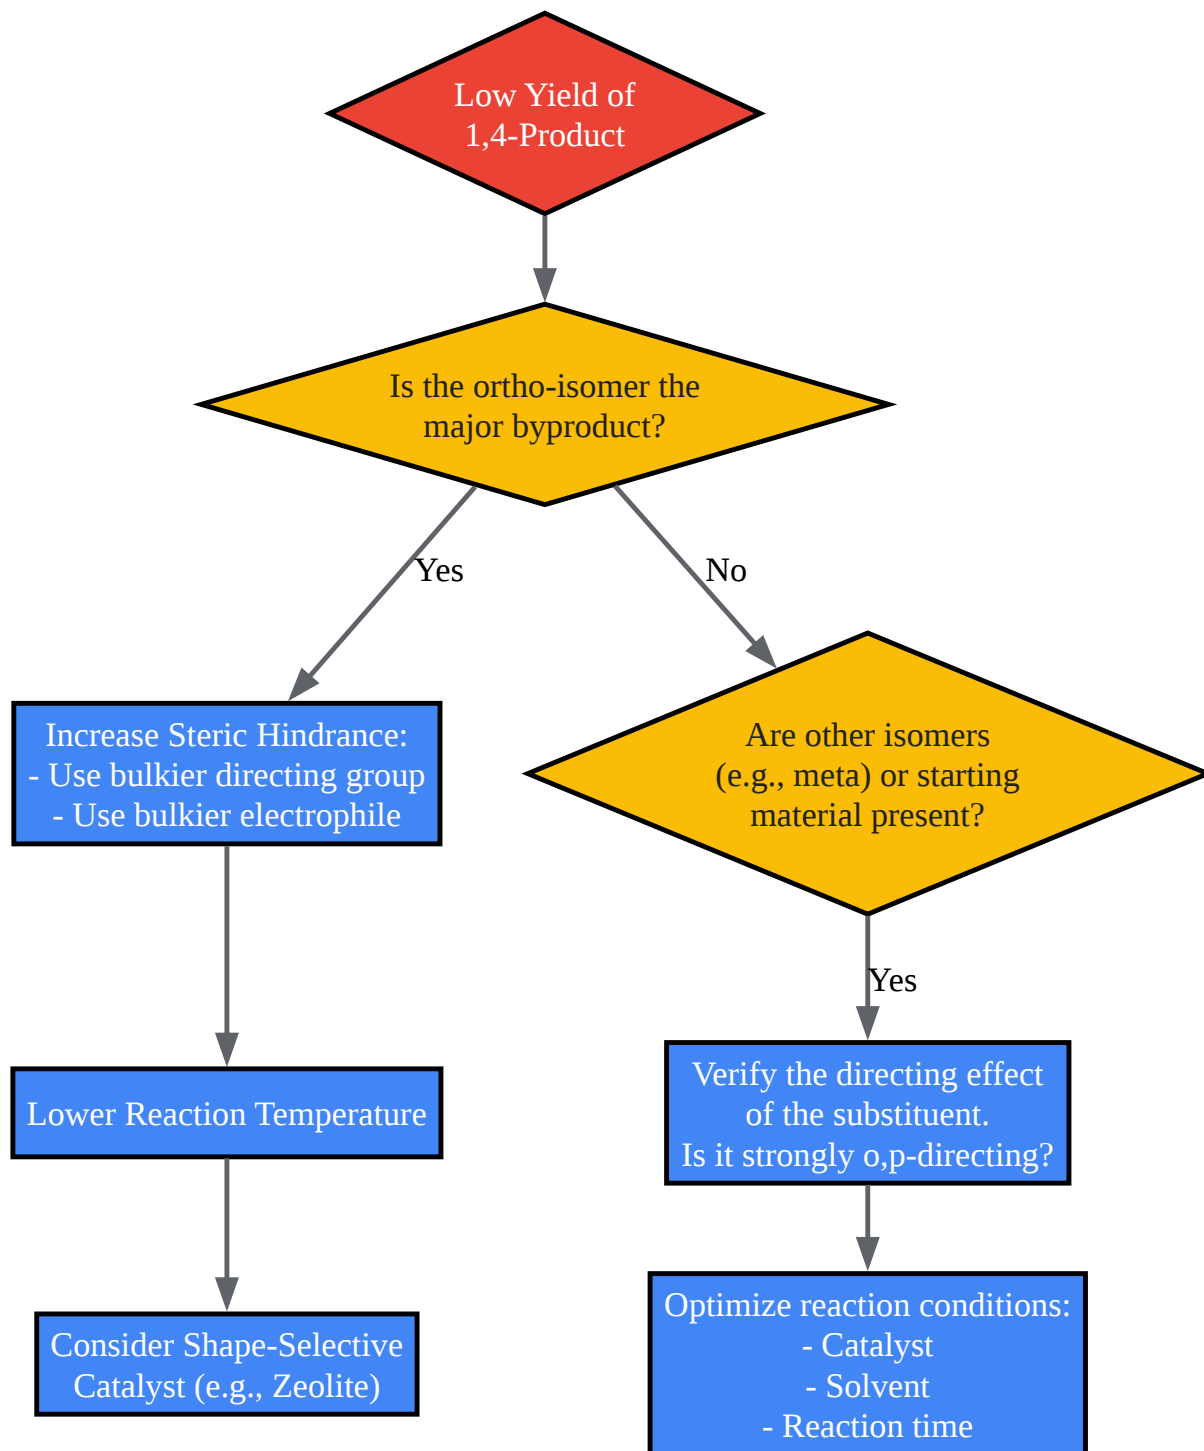 Low Yield of
1,4-Product
Is the ortho-isomer the
major byproduct?
Yes
No
Increase Steric Hindrance:
- Use bulkier directing group
- Use bulkier electrophile
Are other isomers
(e.g., meta) or starting
material present?
Yes
Lower Reaction Temperature
Verify the directing effect
of the substituent.
Is it strongly o,p-directing?
Consider Shape-Selective
Catalyst (e.g., Zeolite)
Optimize reaction conditions:
- Catalyst
- Solvent
- Reaction time